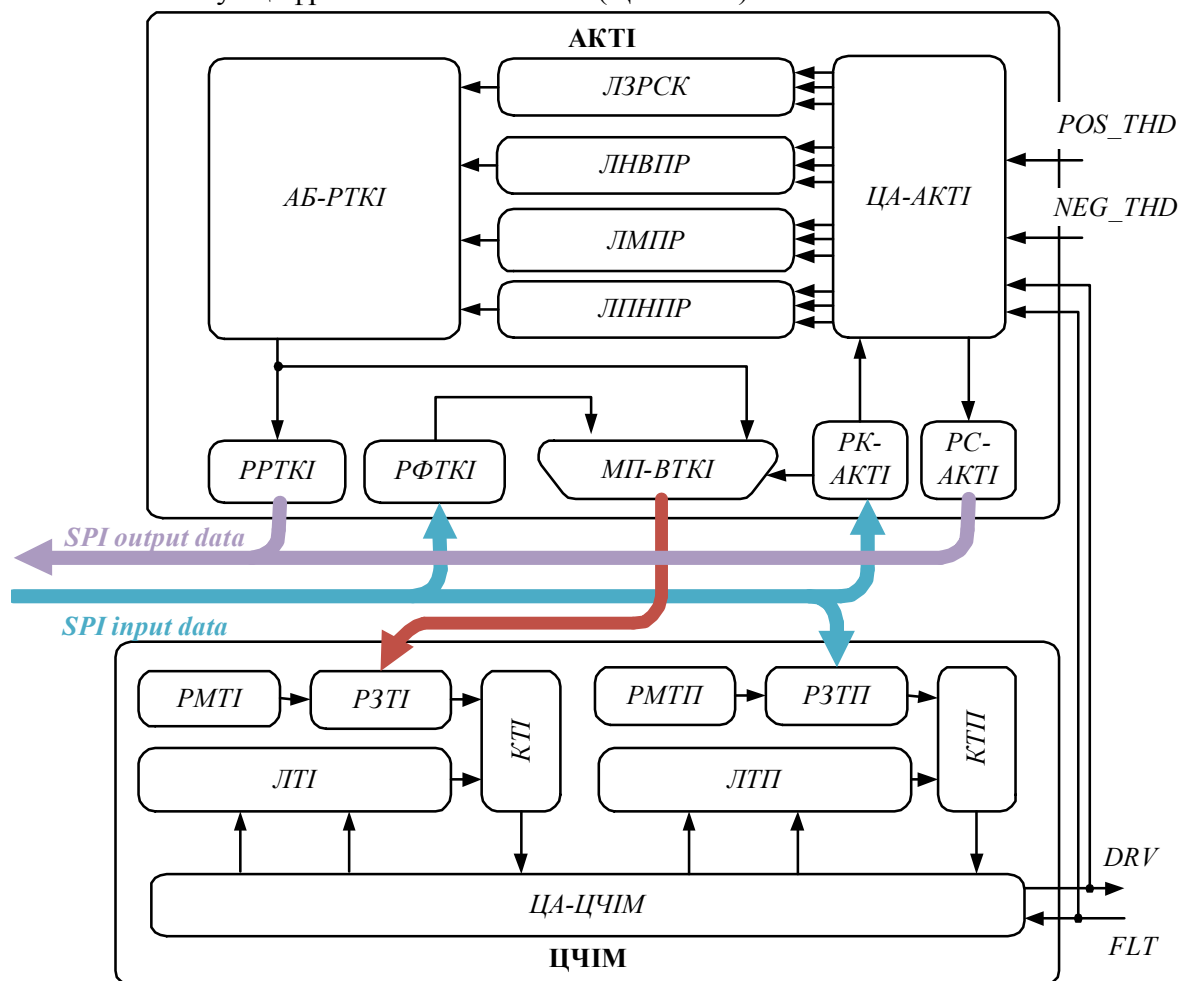 АКТІ
ЛЗРСК
POS_THD
ЛНВПР
АБ-РТКІ
ЦА-АКТІ
NEG_THD
ЛМПР
ЛПНПР
РРТКІ
РФТКІ
МП-ВТКІ
РК-
АКТІ
РС-
АКТІ
SPI output data
SPI input data
РМТІ
РЗТІ
КТІ
РМТП
РЗТП
КТП
ЛТІ
ЛТП
DRV
ЦА-ЦЧІМ
FLT
ЦЧІМ